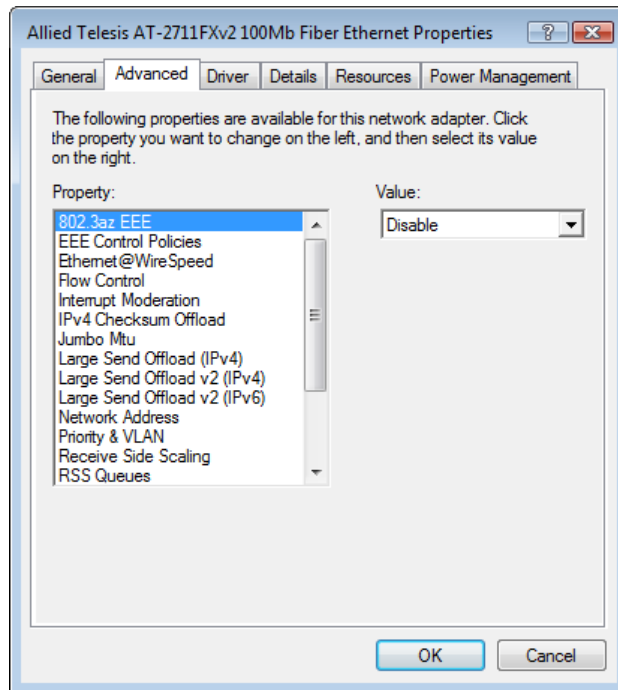 Allied Telesis AT-2711FXv2 100Mb Fiber Ethernet Properties
General Advanced Driver Details Resources Power Management
The following properties are available for this network adapter. Click
the property you want to change on the left, and then select its value
on the right.
Property:
Value:
802.3az EEE
EEE Control Policies
Ethernet@WireSpeed
Flow Control
Interrupt Moderation
IPv4 Checksum Offload
Jumbo Mtu
Large Send Offload (IPv4)
Large Send Offload v2 (IPv4)
Large Send Offload v2 (IPv6)
Network Address
Priority & VLAN
Receive Side Scaling
RSS Queues
Disable
OK Cancel